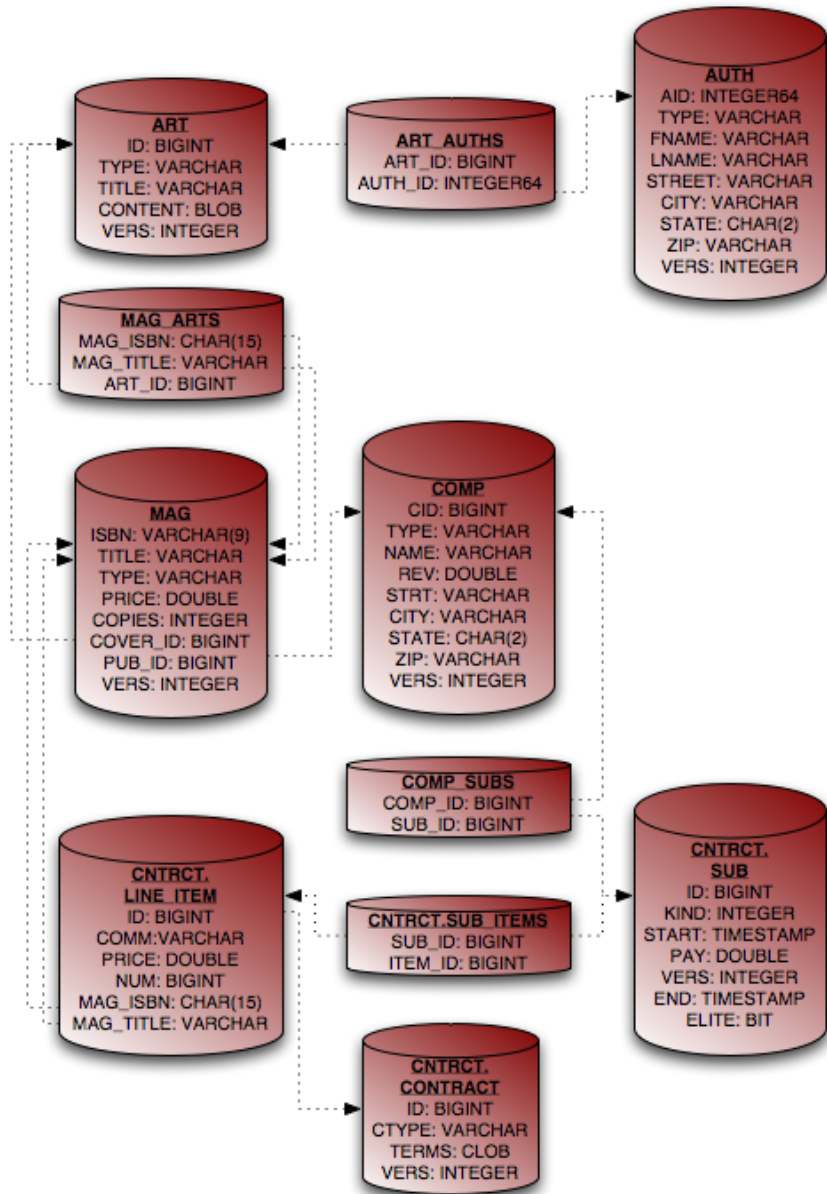 ART
ID: BIGINT
TYPE: VARCHAR
TITLE: VARCHAR
CONTENT: BLOB
VERS: INTEGER
ART_AUTHS
ART_ID: BIGINT
AUTH_ID: INTEGER64
AUTH
AID: INTEGER64
TYPE: VARCHAR
FNAME: VARCHAR
LNAME: VARCHAR
STREET: VARCHAR
CITY: VARCHAR
STATE: CHAR(2)
ZIP: VARCHAR
VERS: INTEGER
MAG_ARTS
MAG_ISBN: CHAR(15)
MAG_TITLE: VARCHAR
ART_ID: BIGINT
MAG
ISBN: VARCHAR(9)
TITLE: VARCHAR
TYPE: VARCHAR
PRICE: DOUBLE
COPIES: INTEGER
COVER_ID: BIGINT
PUB_ID: BIGINT
VERS: INTEGER
COMP
CID: BIGINT
TYPE: VARCHAR
NAME: VARCHAR
REV: DOUBLE
STRT: VARCHAR
CITY: VARCHAR
STATE: CHAR(2)
ZIP: VARCHAR
VERS: INTEGER
COMP_SUBS
COMP_ID: BIGINT
SUB_ID: BIGINT
CNTRCT.
LINE_ITEM
ID: BIGINT
COMM:VARCHAR
PRICE: DOUBLE
NUM: BIGINT
MAG_ISBN: CHAR(15)
MAG_TITLE: VARCHAR
CNTRCT.SUB_ITEMS
SUB_ID: BIGINT
ITEM_ID: BIGINT
CNTRCT.
SUB
ID: BIGINT
KIND: INTEGER
START: TIMESTAMP
PAY: DOUBLE
VERS: INTEGER
END: TIMESTAMP
ELITE: BIT
CNTRCT.
CONTRACT
ID: BIGINT
CTYPE: VARCHAR
TERMS: CLOB
VERS: INTEGER